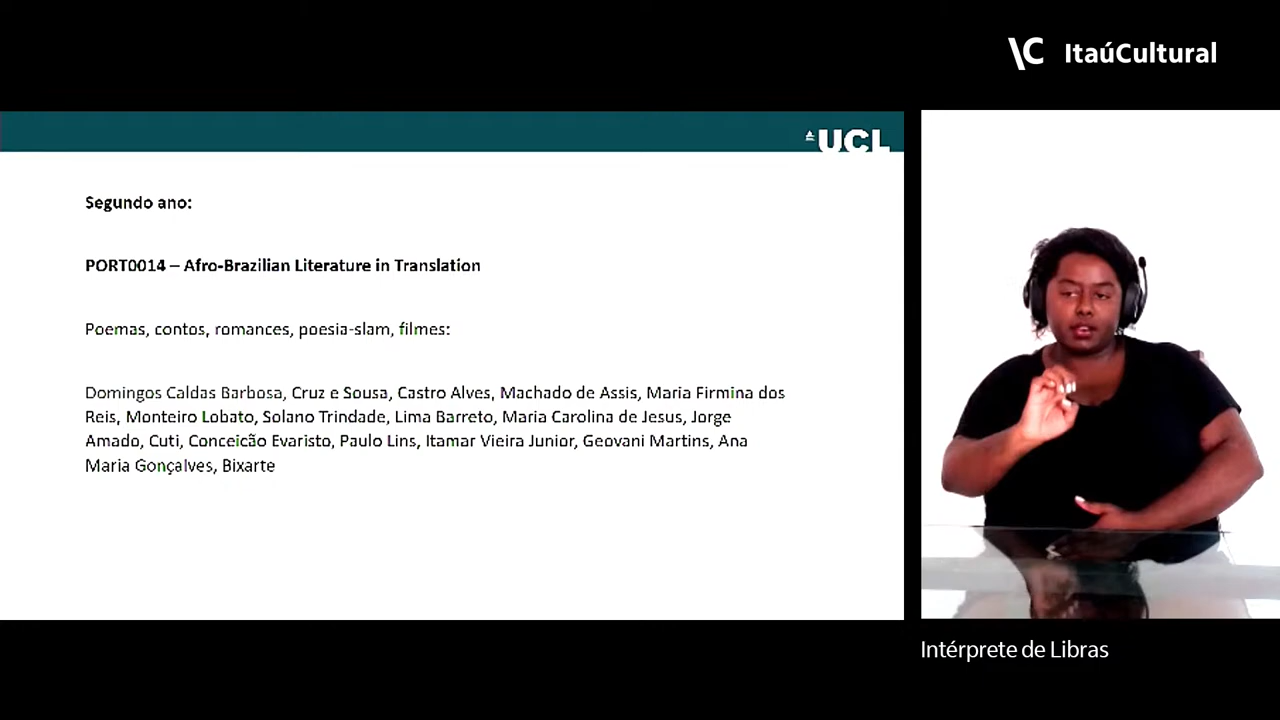 \C ItaúCultural
UCL
Segundo ano:
PORT0014 – Afro-Brazilian Literature in Translation
Poemas, contos, romances, poesia-slam, filmes:
Domingos Caldas Barbosa, Cruz e Sousa, Castro Alves, Machado de Assis, Maria Firmina dos
Reis, Monteiro Lobato, Solano Trindade, Lima Barreto, Maria Carolina de Jesus, Jorge
Amado, Cuti, Conceicão Evaristo, Paulo Lins, Itamar Vieira Junior, Geovani Martins, Ana
Maria Gonçalves, Bixarte
Intérprete de Libras